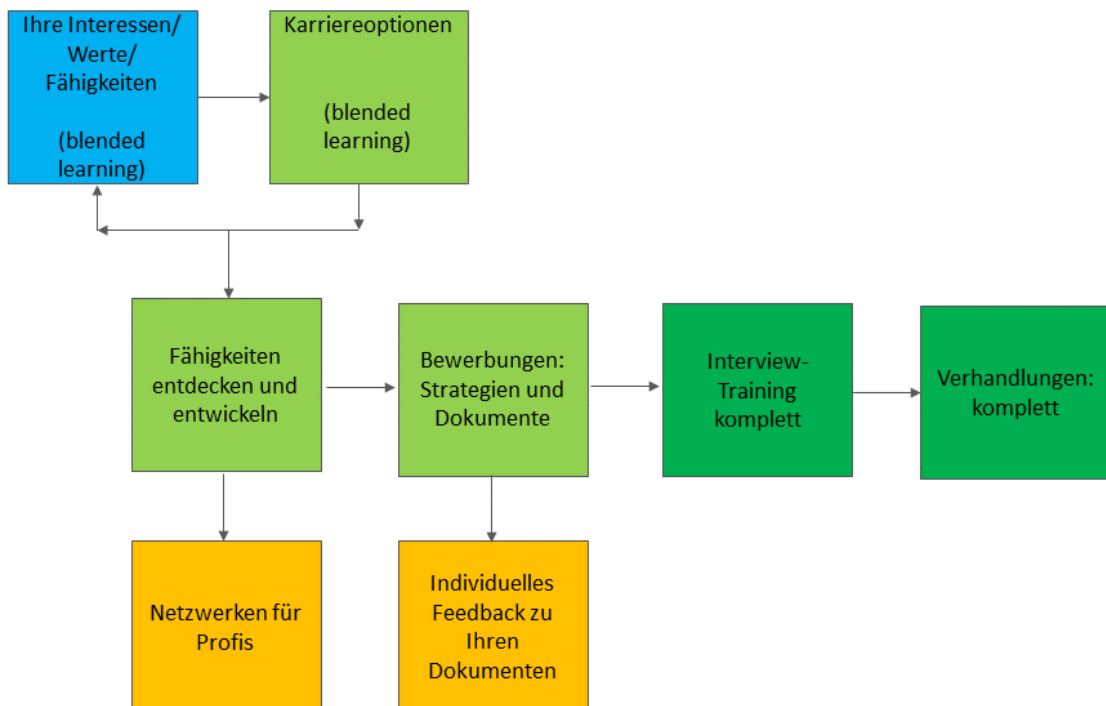 Ihre Interessen/
Werte/
Fähigkeiten
(blended
learning)
Karriereoptionen
(blended
learning)
Fähigkeiten
entdecken und
entwickeln
Bewerbungen:
Strategien und
Dokumente
Interview-
Training
komplett
Verhandlungen:
komplett
Netzwerken für
Profis
Individuelles
Feedback zu
Ihren
Dokumenten